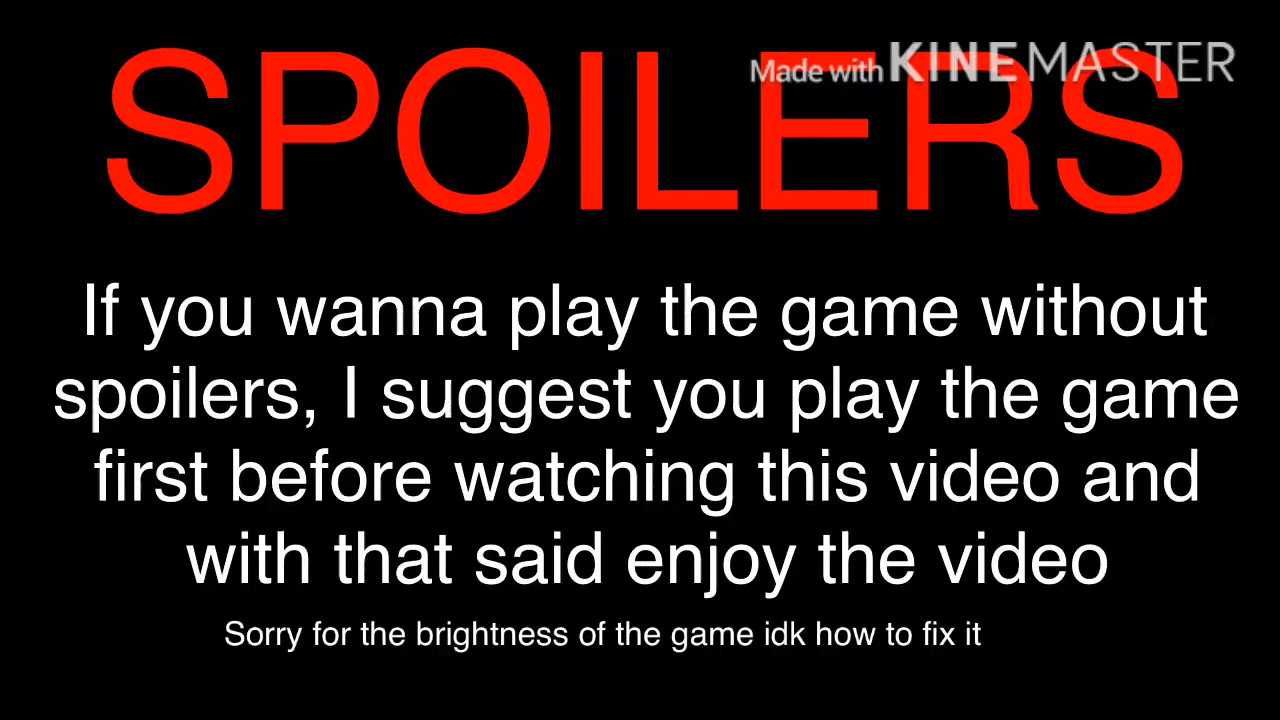 Made with KINEMASTER
SPOILERS
If you wanna play the game without
spoilers, I suggest you play the game
first before watching this video and
with that said enjoy the video
Sorry for the brightness of the game idk how to fix it